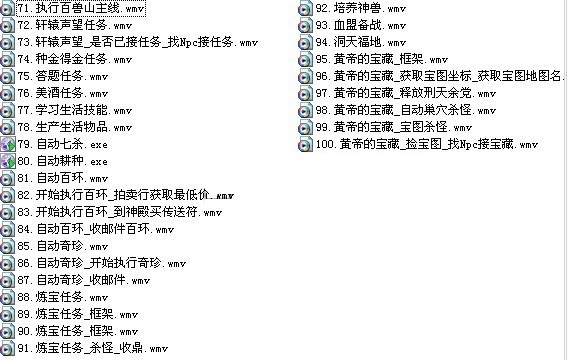 71. 执行百兽山主线.wmv
72. 轩辕声望任务.wmv
73. 轩辕声望_是否已接任务_找Npc接任务.wmv
74. 种金得金任务.wmv
75. 答题任务.wmv
76. 美酒任务.wmv
77. 学习生活技能.wmv
78. 生产生活物品.wmv
79. 自动七杀.exe
80. 自动耕种.exe
81. 自动百环.wmv
82. 开始执行百环_拍卖行获取最低价.wmv
83. 开始执行百环_到神殿买传送符.wmv
84. 自动百环_收邮件百环.wmv
85. 自动奇珍.wmv
86. 自动奇珍_开始执行奇珍.wmv
87. 自动奇珍_收邮件.wmv
88. 炼宝任务.wmv
89. 炼宝任务_框架.wmv
90. 炼宝任务_框架.wmv
91. 炼宝任务_杀怪_收鼎.wmv
92. 培养神兽.wmv
93. 血盟备战.wmv
94. 洞天福地.wmv
95. 黄帝的宝藏_框架.wmv
96. 黄帝的宝藏_获取宝图坐标_获取宝图地图名.
97. 黄帝的宝藏_释放刑天余党.wmv
98. 黄帝的宝藏_自动巢穴杀怪.wmv
99. 黄帝的宝藏_宝图杀怪.wmv
100. 黄帝的宝藏_捡宝图_找Npc接宝藏.wmv